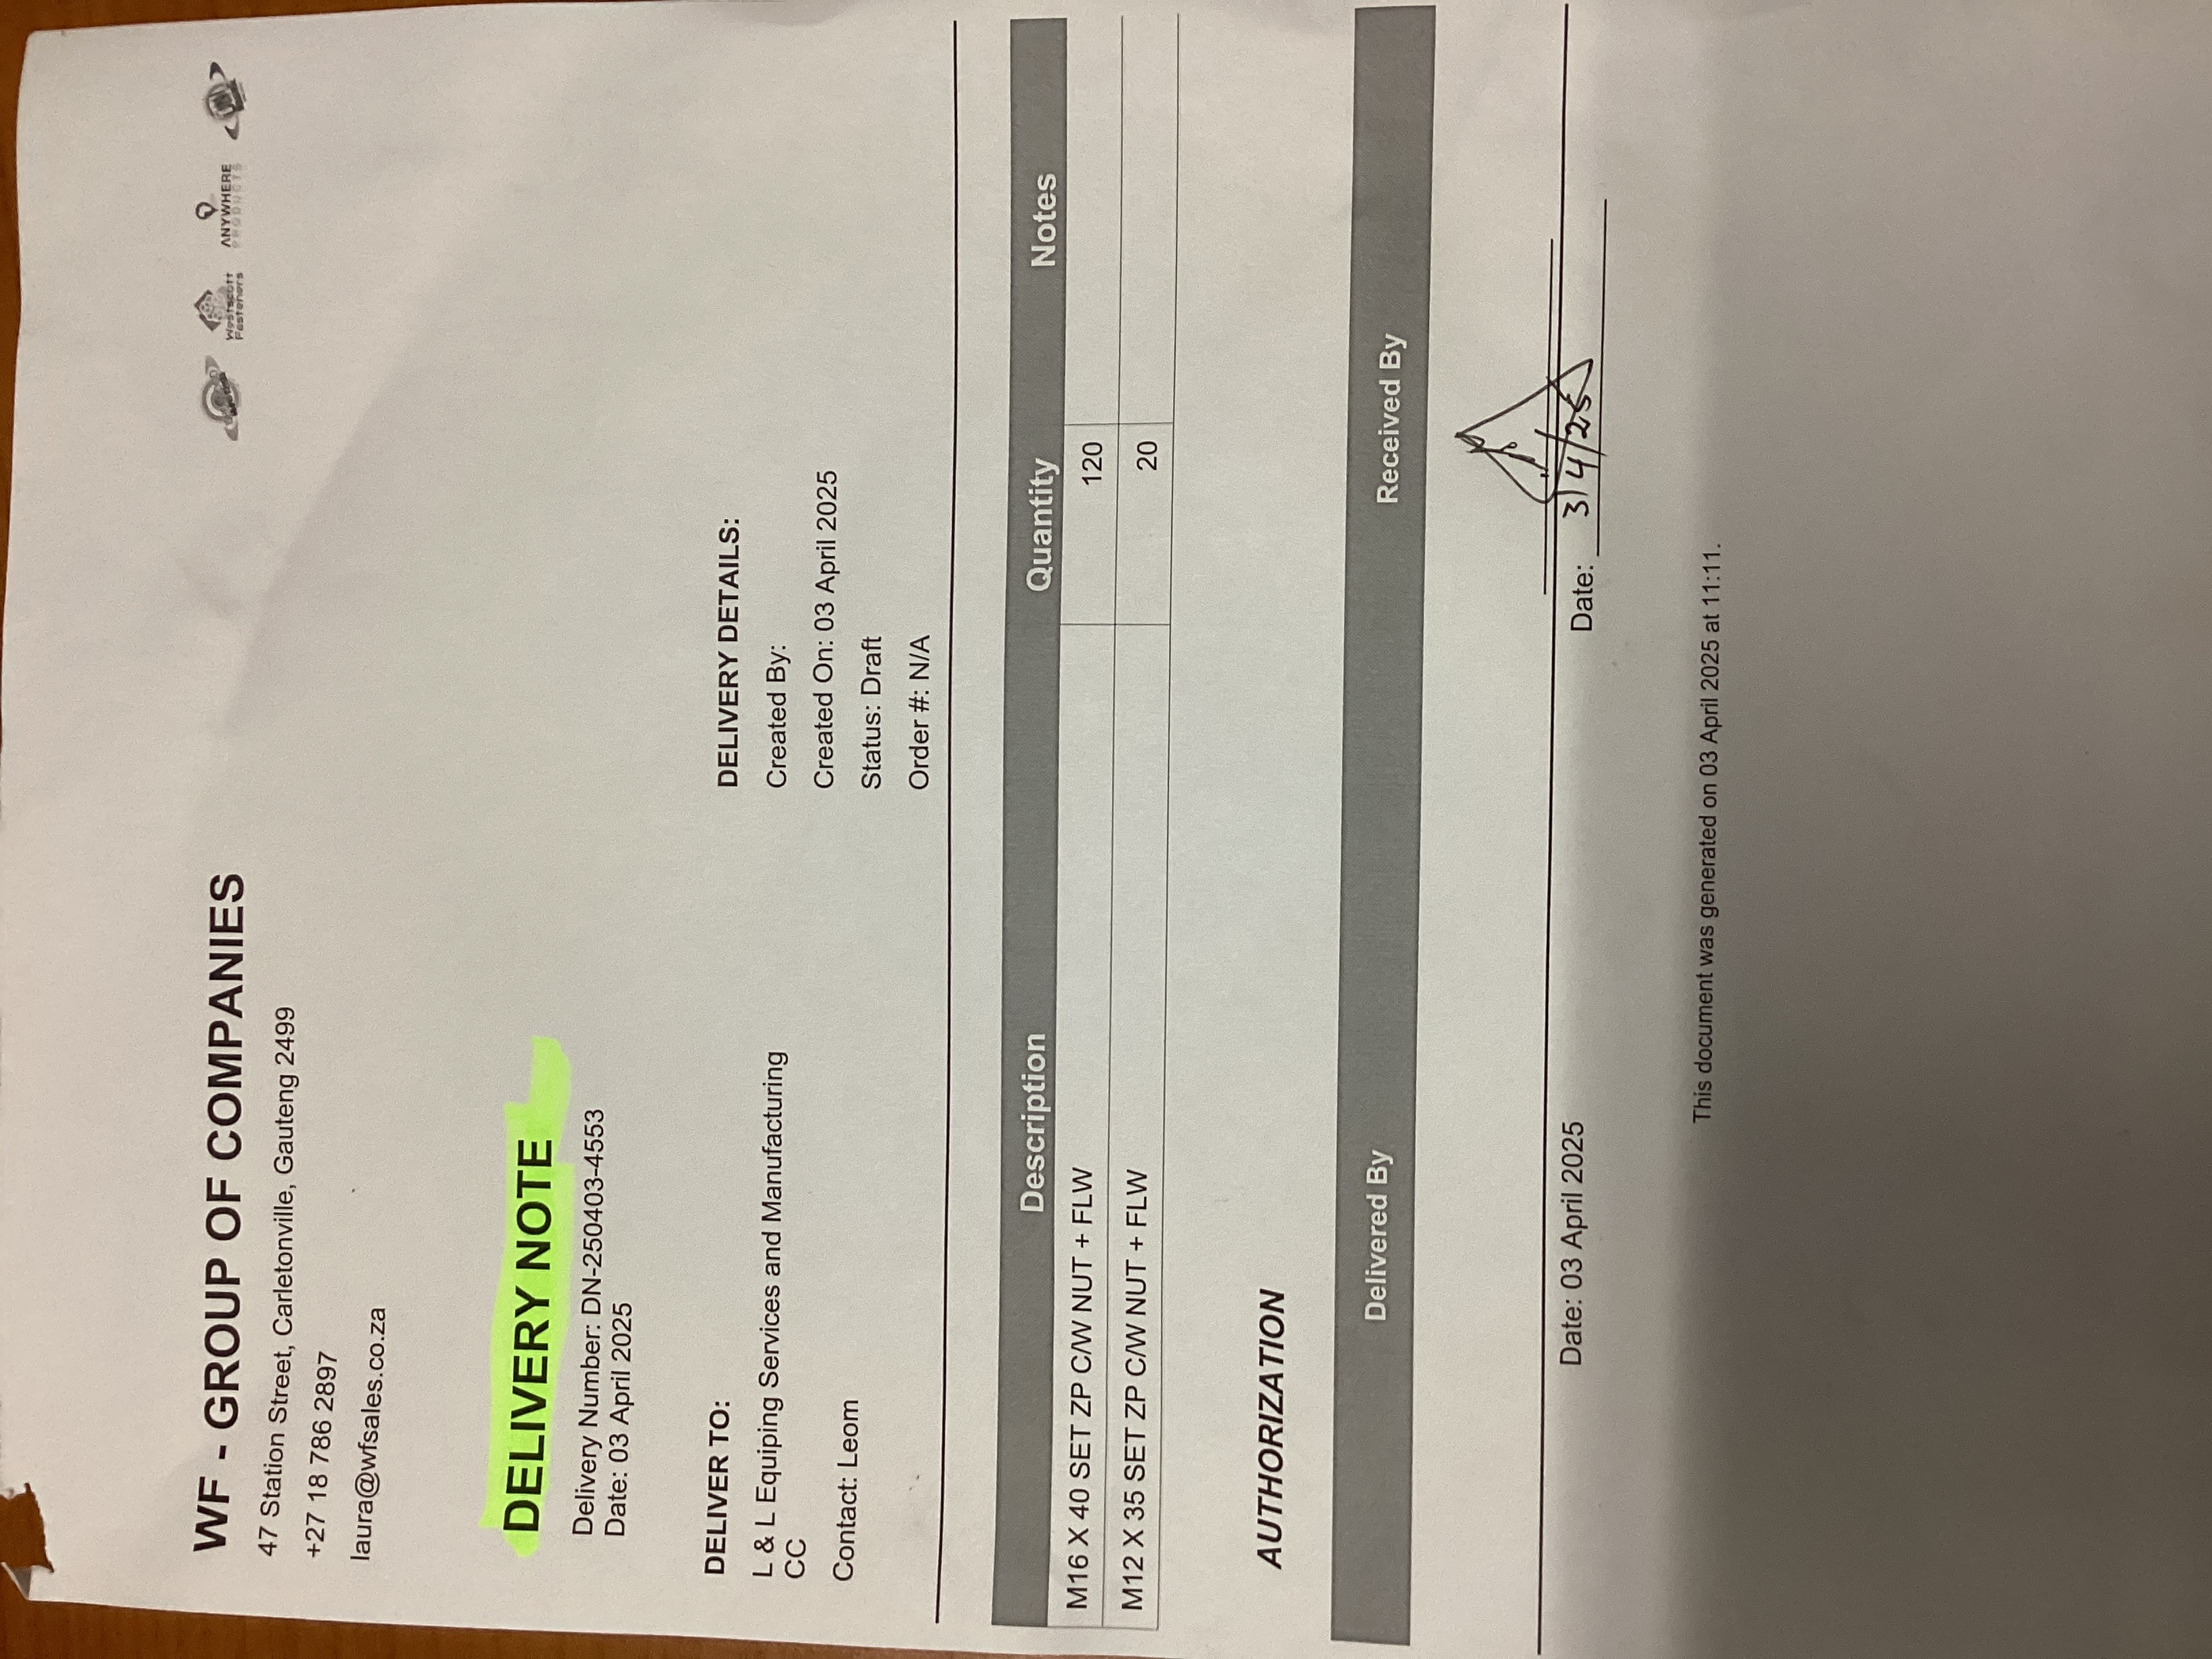 WF - GROUP OF COMPANIES
Westscott
Fasteners
ANYWHERE
PRODUCTS
47 Station Street, Carletonville, Gauteng 2499
+27 18 786 2897
laura@wfsales.co.za
DELIVERY NOTE
Delivery Number: DN-250403-4553
Date: 03 April 2025
DELIVER TO:
L & L Equiping Services and Manufacturing
CC
Contact: Leom
DELIVERY DETAILS:
Created By:
Created On: 03 April 2025
Status: Draft
Order #: N/A
Description Quantity Notes
M16 X 40 SET ZP C/W NUT + FLW 120
M12 X 35 SET ZP C/W NUT + FLW 20
AUTHORIZATION
Delivered By Received By
Date: 03 April 2025
Date: 3/4/25
This document was generated on 03 April 2025 at 11:11.